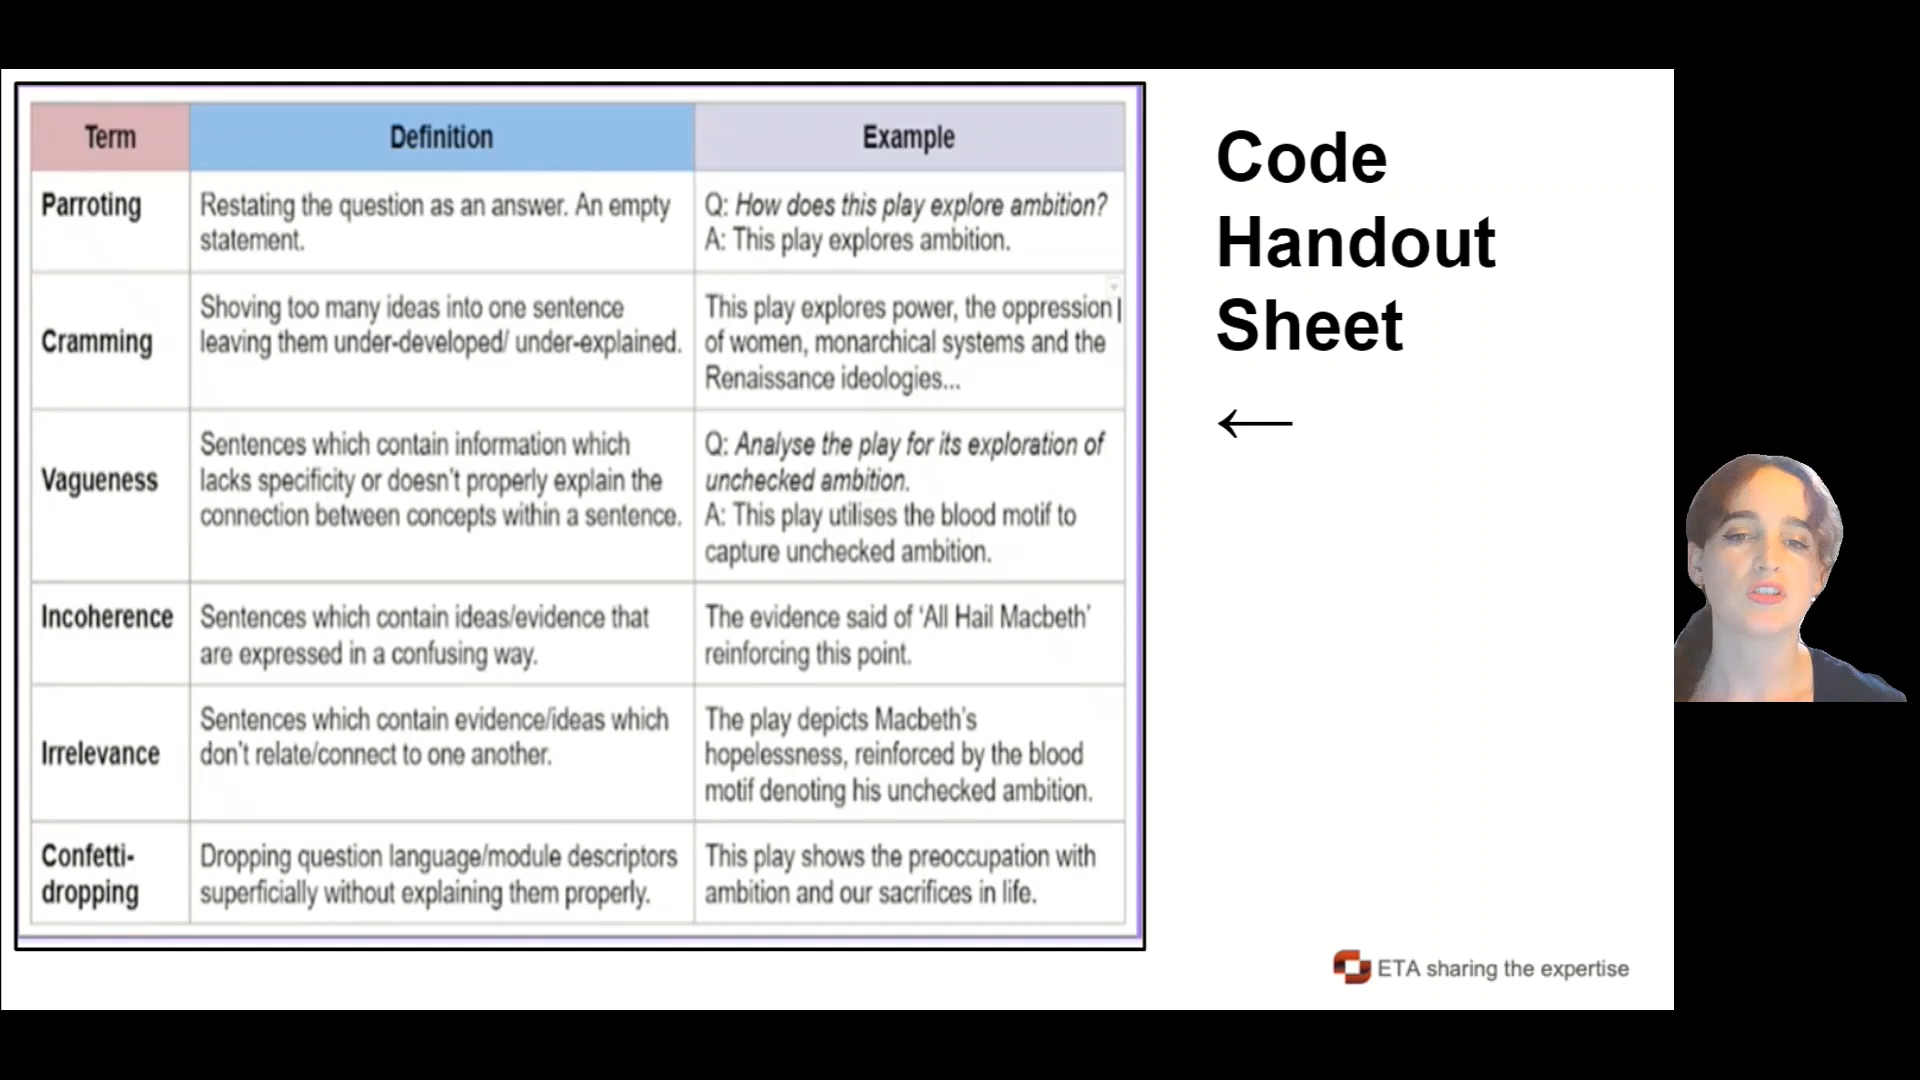 Term
Definition
Example
Parroting
Restating the question as an answer. An empty
statement.
Q: How does this play explore ambition?
A: This play explores ambition.
Cramming
Shoving too many ideas into one sentence
leaving them under-developed/ under-explained.
This play explores power, the oppression
of women, monarchical systems and the
Renaissance ideologies...
Vagueness
Sentences which contain information which
lacks specificity or doesn't properly explain the
connection between concepts within a sentence.
Q: Analyse the play for its exploration of
unchecked ambition.
A: This play utilises the blood motif to
capture unchecked ambition.
Incoherence
Sentences which contain ideas/evidence that
are expressed in a confusing way.
The evidence said of ‘All Hail Macbeth’
reinforcing this point.
Irrelevance
Sentences which contain evidence/ideas which
don't relate/connect to one another.
The play depicts Macbeth's
hopelessness, reinforced by the blood
motif denoting his unchecked ambition.
Confetti-
dropping
Dropping question language/module descriptors
superficially without explaining them properly.
This play shows the preoccupation with
ambition and our sacrifices in life.
Code
Handout
Sheet
←
ETA sharing the expertise